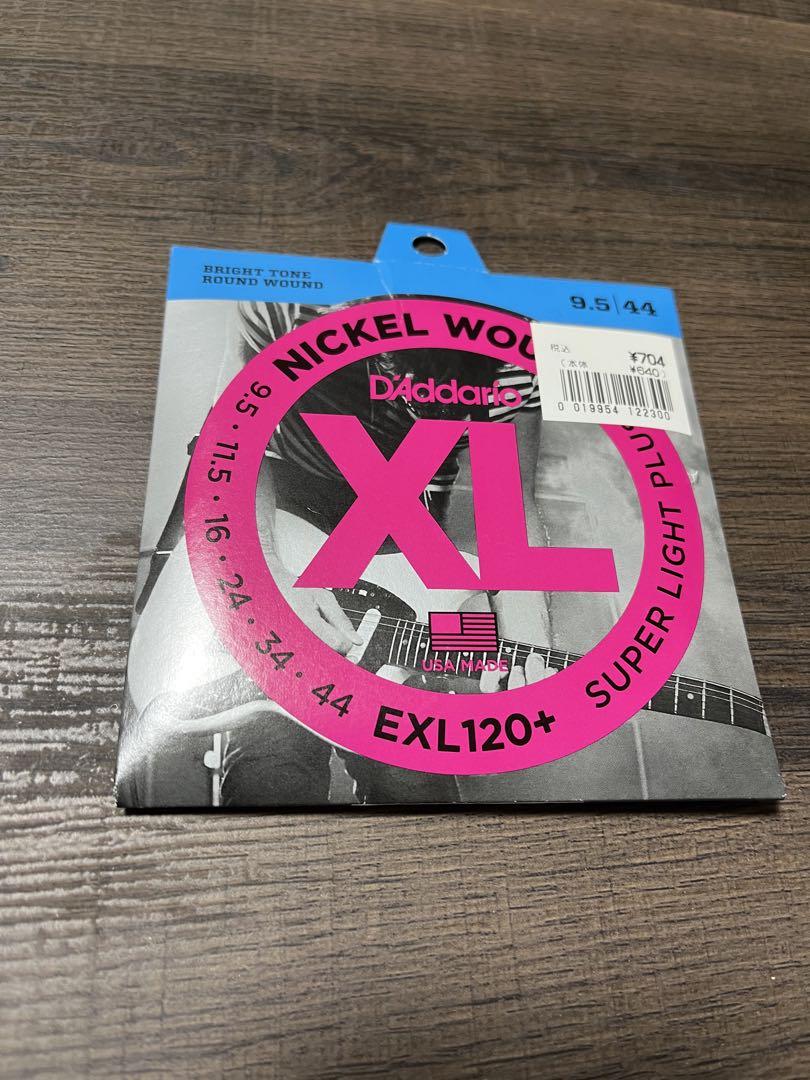 BRIGHT TONE
ROUND WOUND
9.5|44
NICKEL
税込 ¥704
(本体 ¥640)
0 019954 122300
D'Addario
XL
USA MADE
9.5 · 11.5 · 16 · 24 · 34 · 44
EXL120+
SUPER LIGHT PLUS